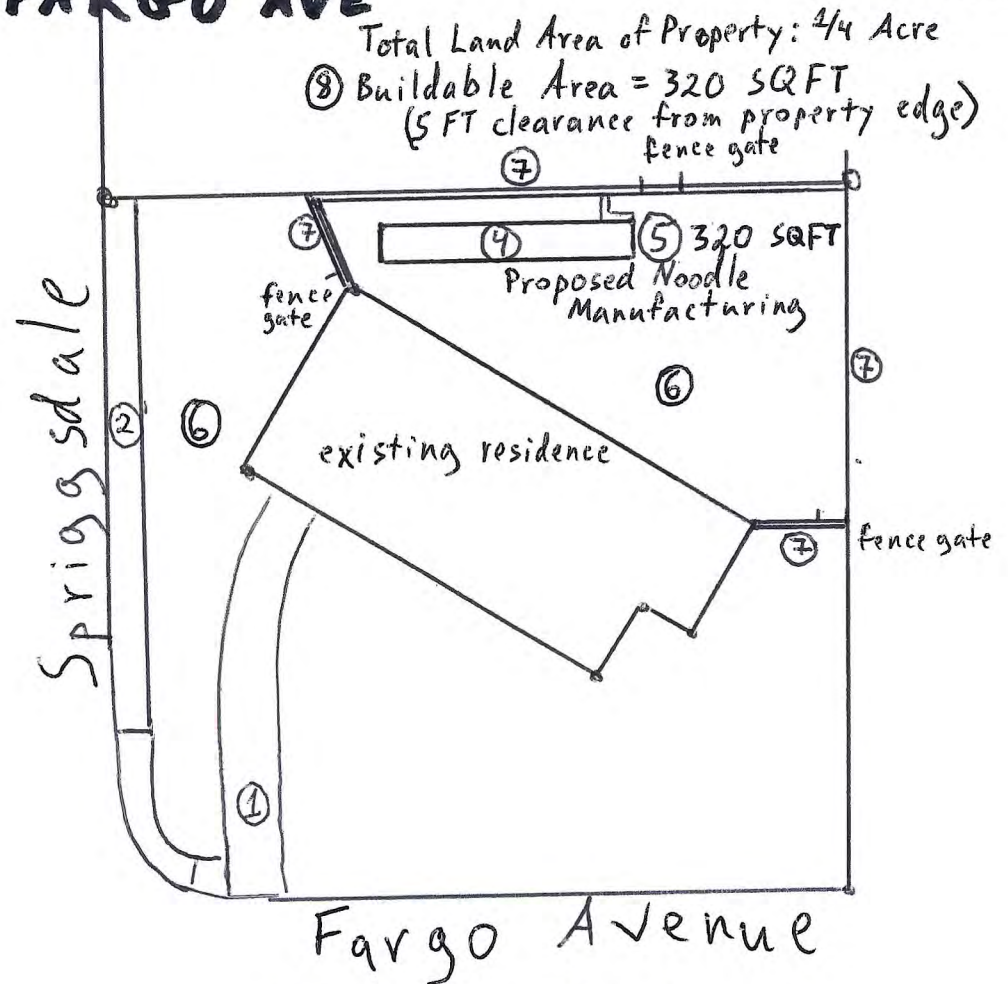 FARGO AVE
Total Land Area of Property: 1/4 Acre
⑧ Buildable Area = 320 SQFT
(5 FT clearance from property edge)
fence gate
⑦
⑦
④
⑤ 320 SQFT
Proposed Noodle
Manufacturing
fence
gate
⑦
⑥
②
⑥
existing residence
Spriggsdale
⑦
fence gate
①
Fargo Avenue